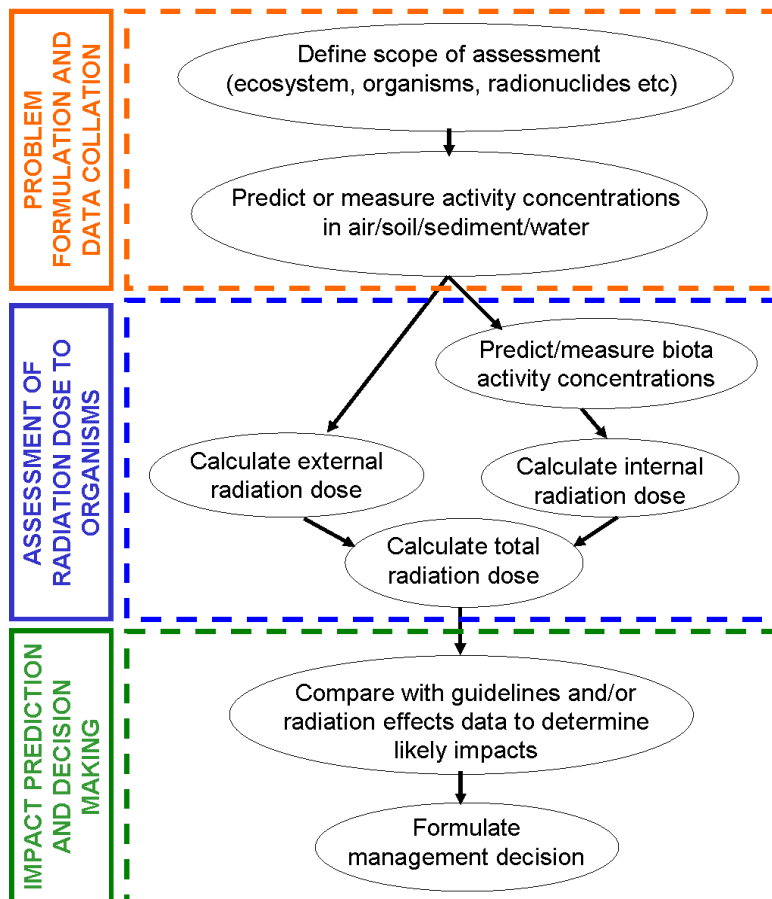 PROBLEM
FORMULATION AND
DATA COLLATION
Define scope of assessment
(ecosystem, organisms, radionuclides etc)
Predict or measure activity concentrations
in air/soil/sediment/water
ASSESSMENT OF
RADIATION DOSE TO
ORGANISMS
Predict/measure biota
activity concentrations
Calculate external
radiation dose
Calculate internal
radiation dose
Calculate total
radiation dose
IMPACT PREDICTION
AND DECISION
MAKING
Compare with guidelines and/or
radiation effects data to determine
likely impacts
Formulate
management decision